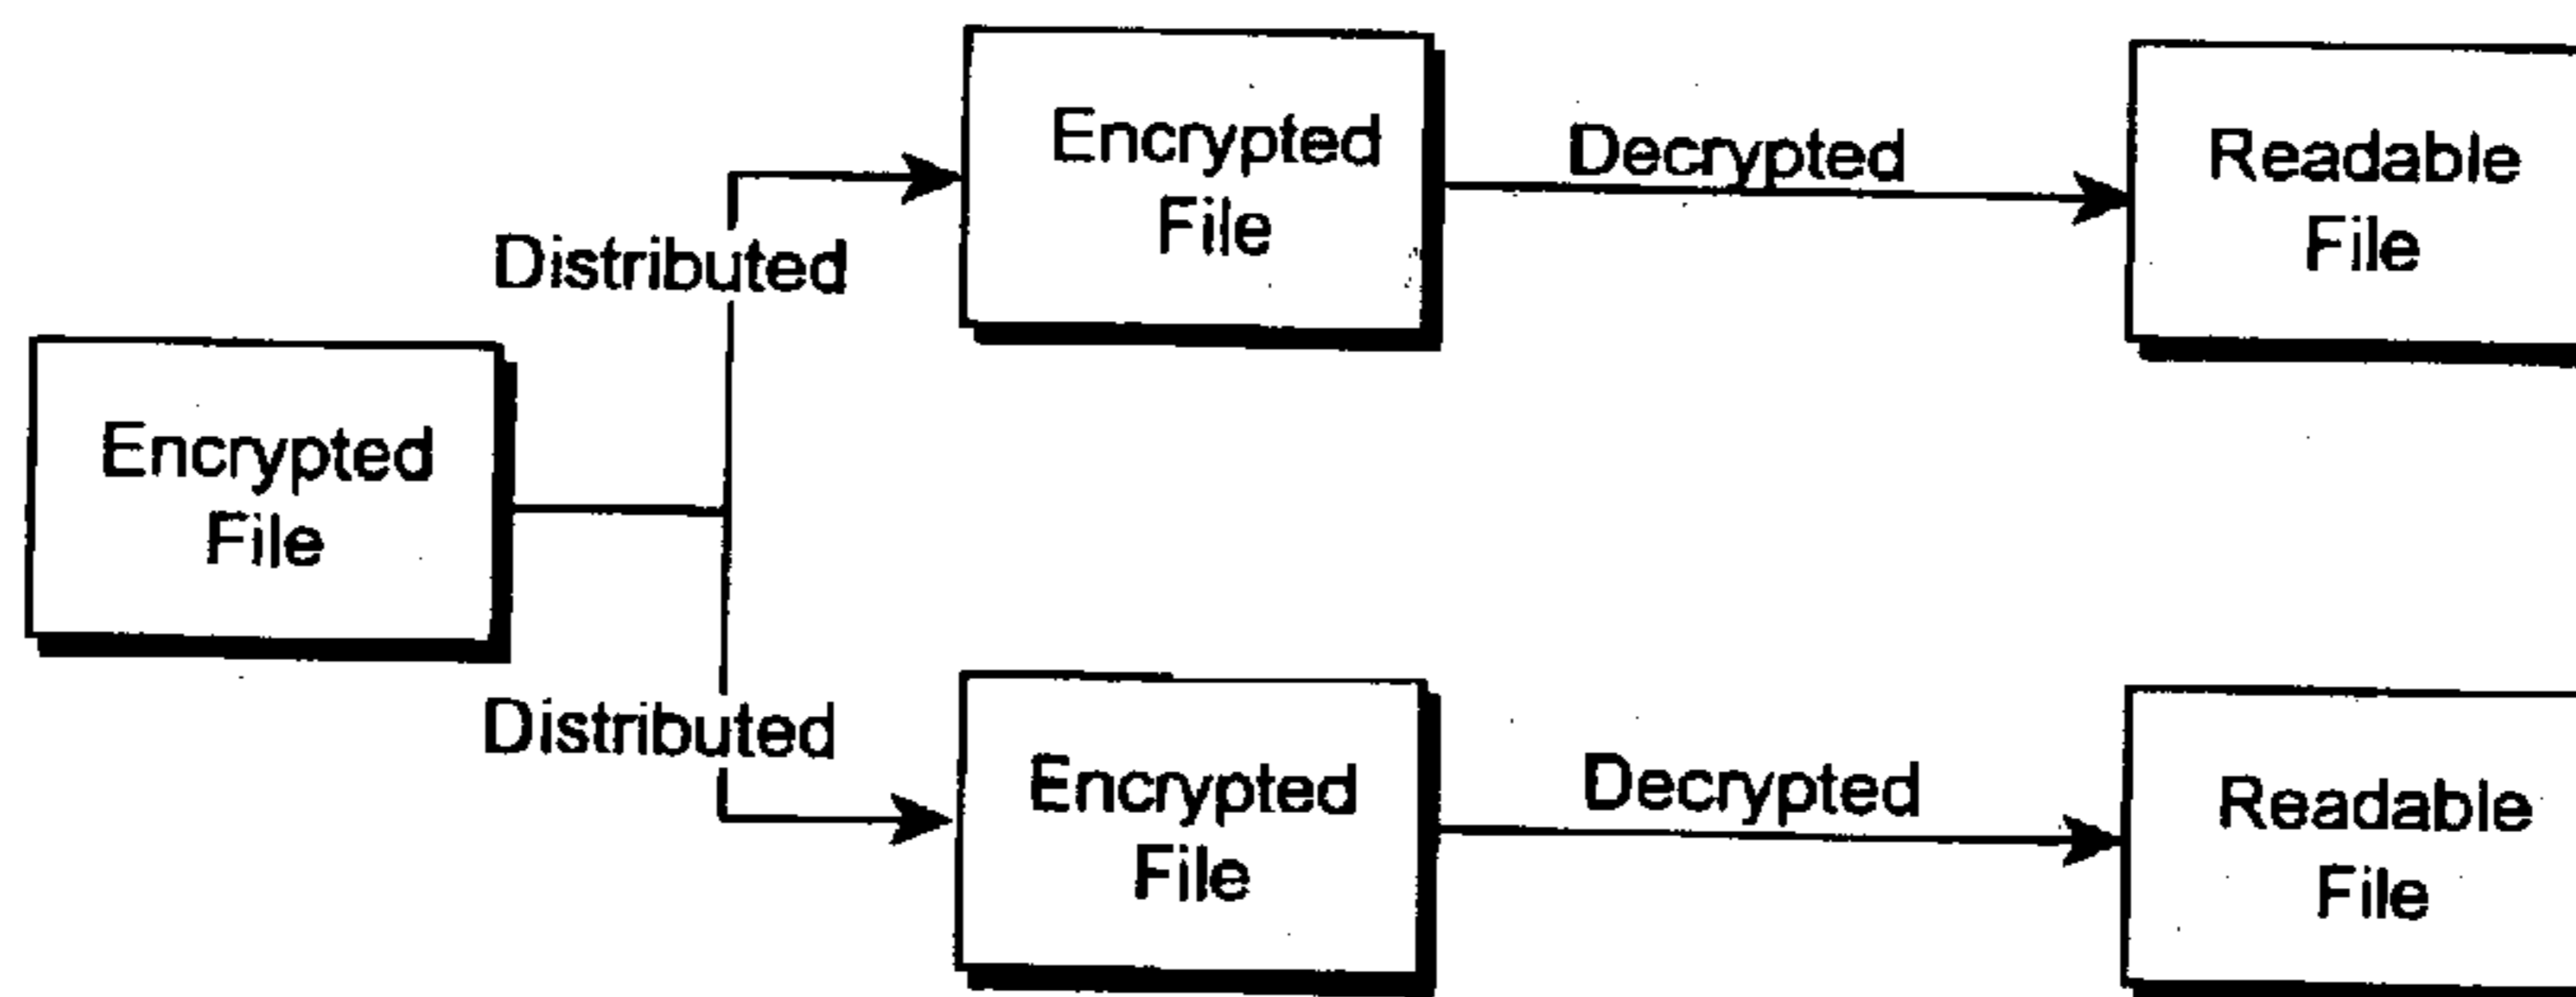 Encrypted
File
Distributed
Encrypted
File
Decrypted
Readable
File
Distributed
Encrypted
File
Decrypted
Readable
File